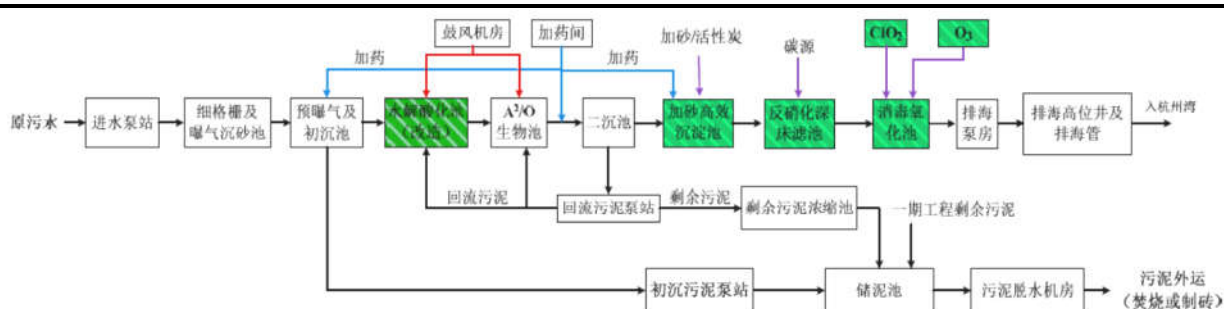 鼓风机房
加药间
加砂/活性炭
碳源
ClO₂
O₃
加药
加药
原污水
进水泵站
细格栅及
曝气沉砂池
预曝气及
初沉池
水解酸化池
（改造）
A²/O
生物池
二沉池
加砂高效
沉淀池
反硝化深
床滤池
消毒氧化
池
排海
泵房
排海高位井及
排海管
入杭州湾
回流污泥
回流污泥泵站
剩余污泥
剩余污泥浓缩池
一期工程剩余污泥
初沉污泥泵站
储泥池
污泥脱水机房
污泥外运
（焚烧或制砖）